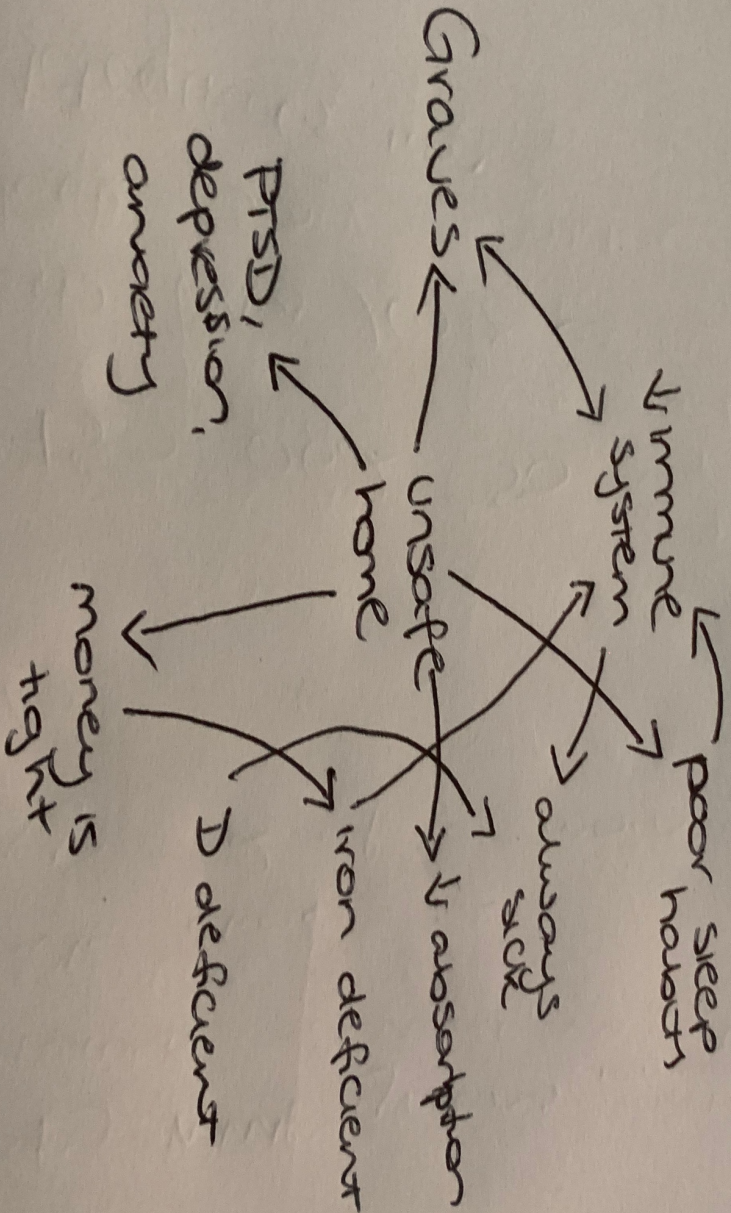 Graves
↓ immune
system
poor sleep
habits
always
sick
unsafe
home
↓ absorption
PTSD,
depression,
anxiety
iron deficient
D deficient
money is
tight